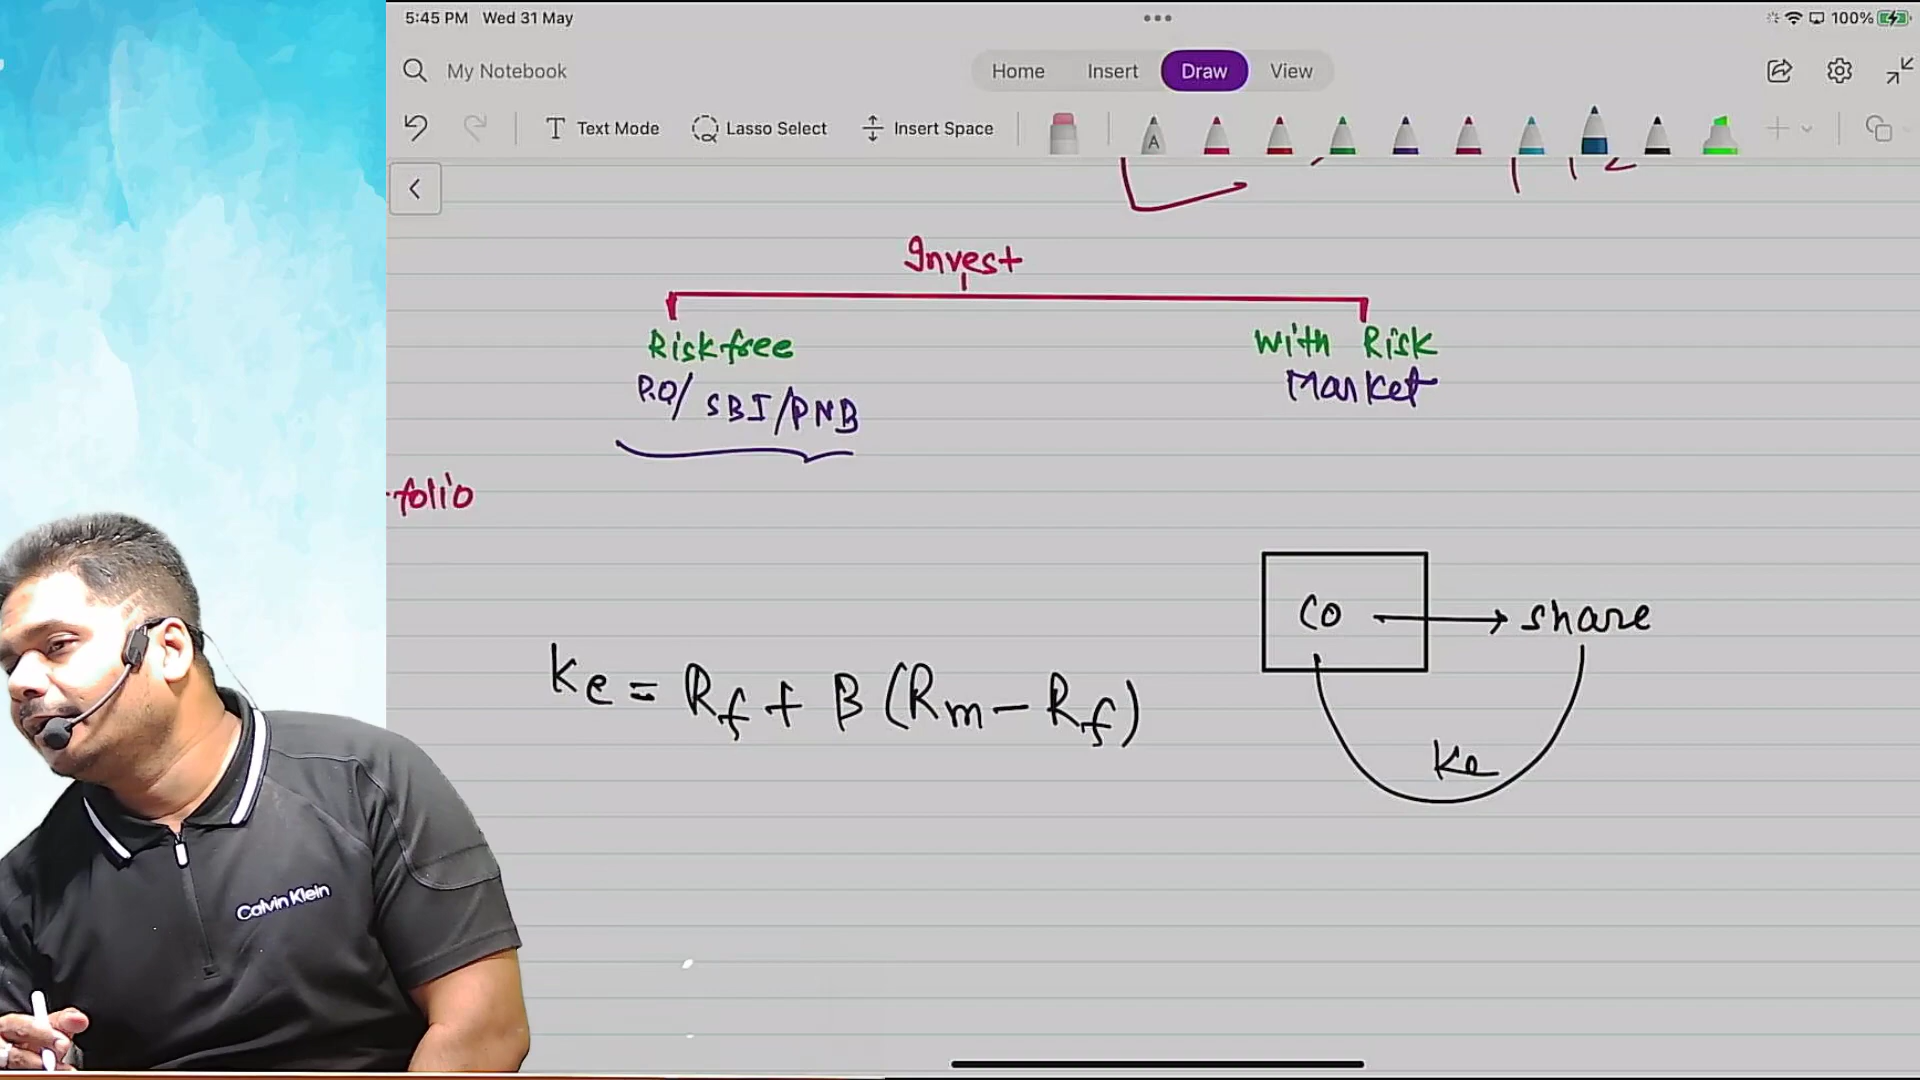 5:45 PM Wed 31 May
100%
My Notebook
Home Insert Draw View
Text Mode Lasso Select Insert Space
A
Invest
Riskfree
With Risk
P.O/ SBI/PNB
Market
folio
Co → share
Ke = Rf + B (Rm - Rf)
Ke
Calvin Klein